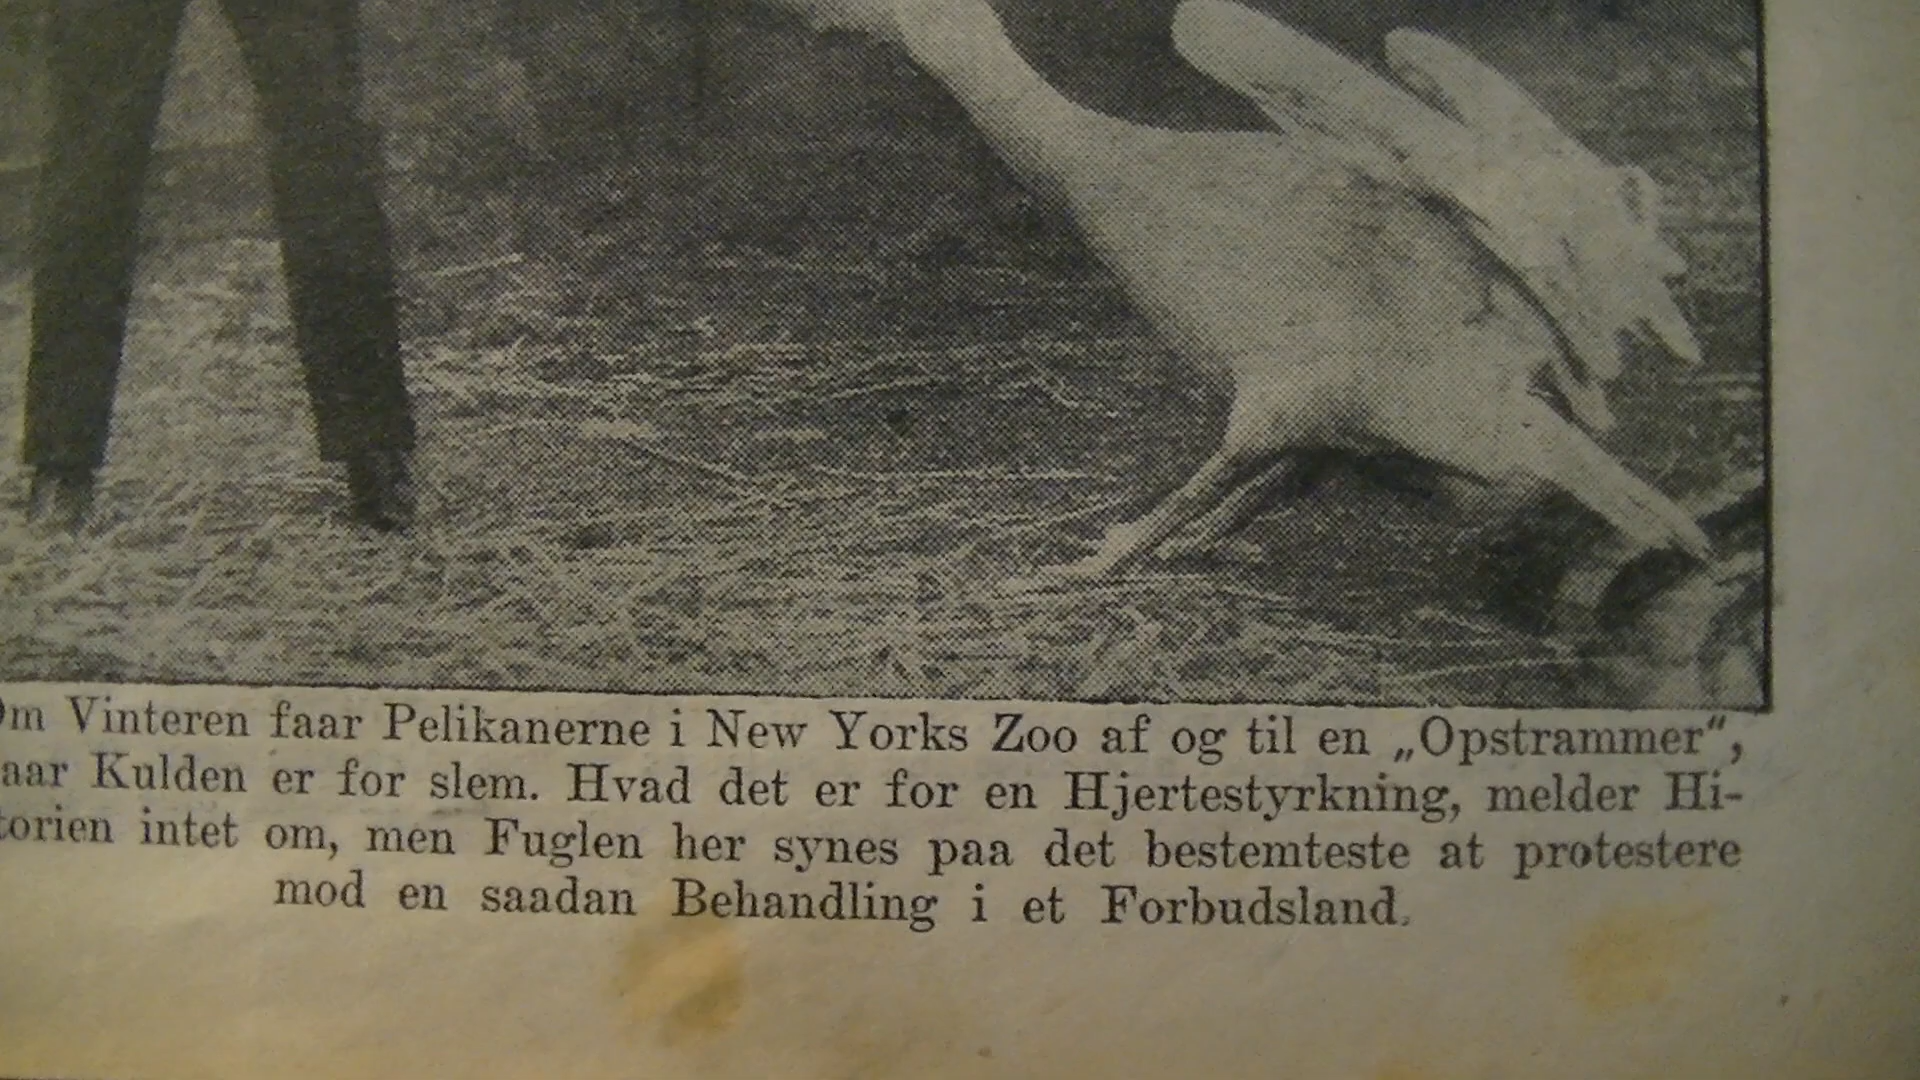 Om Vinteren faar Pelikanerne i New Yorks Zoo af og til en „Opstrammer“,
aar Kulden er for slem. Hvad det er for en Hjertestyrkning, melder Hi-
torien intet om, men Fuglen her synes paa det bestemteste at protestere
mod en saadan Behandling i et Forbudsland.